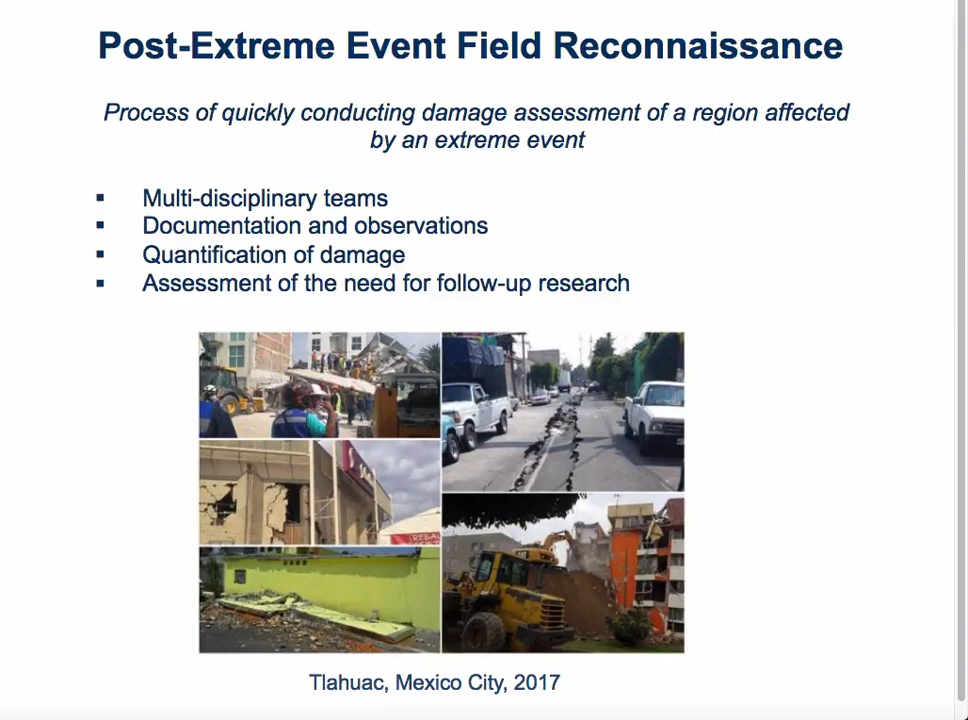 Post-Extreme Event Field Reconnaissance
Process of quickly conducting damage assessment of a region affected
by an extreme event
▪ Multi-disciplinary teams
▪ Documentation and observations
▪ Quantification of damage
▪ Assessment of the need for follow-up research
¡REBA
Tlahuac, Mexico City, 2017